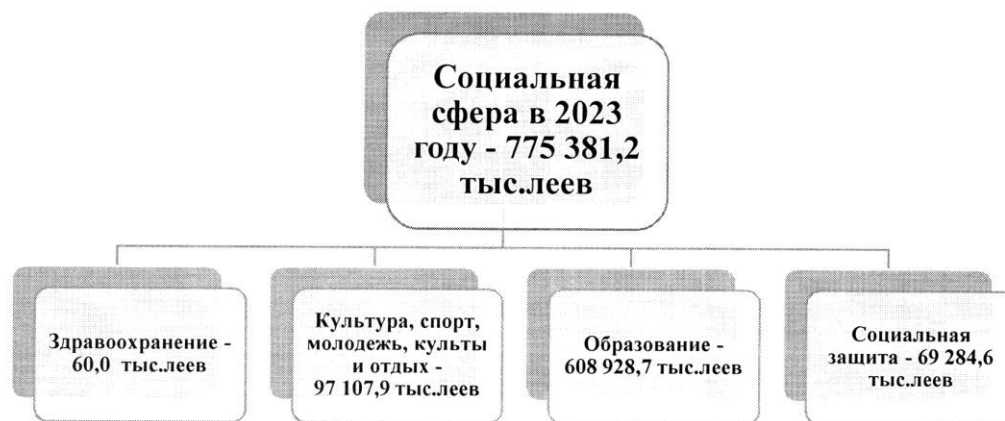 Социальная
сфера в 2023
году - 775 381,2
тыс.леев
Здравоохранение -
60,0 тыс.леев
Культура, спорт,
молодежь, культы
и отдых -
97 107,9 тыс.леев
Образование -
608 928,7 тыс.леев
Социальная
защита - 69 284,6
тыс.леев